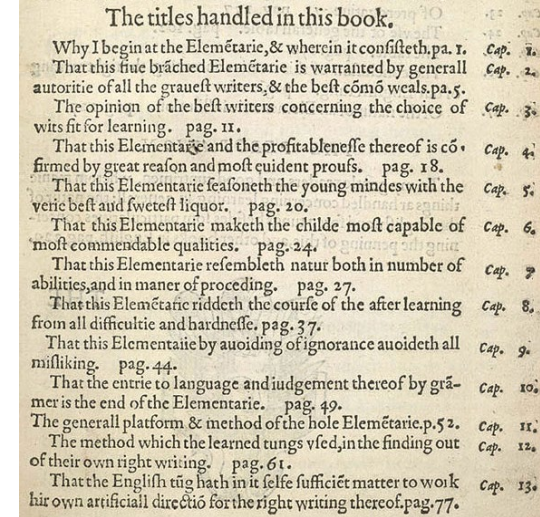 The titles handled in this book.
Why I begin at the Elemētarie, & wherein it conſiſteth. pa. 1. Cap. 1.
That this fiue brāched Elemētarie is warranted by generall Cap. 2.
autoritie of all the graueſt writers, & the beſt cōmō weals. pa. 5.
The opinion of the beſt writers concerning the choice of Cap. 3.
wits fit for learning. pag. 11.
That this Elementarie and the profitableneſſe thereof is cō- Cap. 4.
firmed by great reaſon and moſt euident proufs. pag. 18.
That this Elementarie ſeaſoneth the young mindes with the Cap. 5.
verie beſt and ſweteſt liquor. pag. 20.
That this Elementarie maketh the childe moſt capable of Cap. 6.
moſt commendable qualities. pag. 24.
That this Elementarie reſembleth natur both in number of Cap. 7
abilities, and in maner of proceding. pag. 27.
That this Elemētarie riddeth the courſe of the after learning Cap. 8.
from all difficultie and hardneſſe. pag. 37.
That this Elementarie by auoiding of ignorance auoideth all Cap. 9.
miſliking. pag. 44.
That the entrie to language and iudgement thereof by grā- Cap. 10.
mer is the end of the Elementarie. pag. 49.
The generall platform & method of the hole Elemētarie. p. 52. Cap. 11.
The method which the learned tungs vſed, in the finding out Cap. 12.
of their own right writing. pag. 61.
That the Engliſh tūg hath in it ſelfe ſufficiēt matter to work Cap. 13.
hir own artificiall directiō for the right writing thereof. pag. 77.